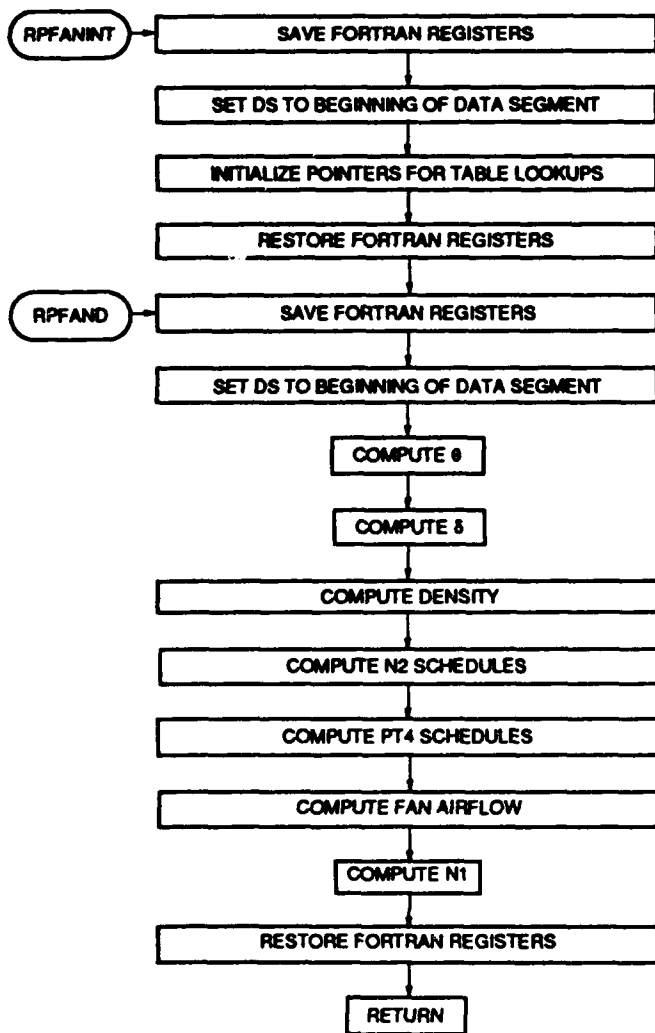 RPFANINT
SAVE FORTRAN REGISTERS
SET DS TO BEGINNING OF DATA SEGMENT
INITIALIZE POINTERS FOR TABLE LOOKUPS
RESTORE FORTRAN REGISTERS
RPFAND
SAVE FORTRAN REGISTERS
SET DS TO BEGINNING OF DATA SEGMENT
COMPUTE θ
COMPUTE δ
COMPUTE DENSITY
COMPUTE N2 SCHEDULES
COMPUTE PT4 SCHEDULES
COMPUTE FAN AIRFLOW
COMPUTE N1
RESTORE FORTRAN REGISTERS
RETURN